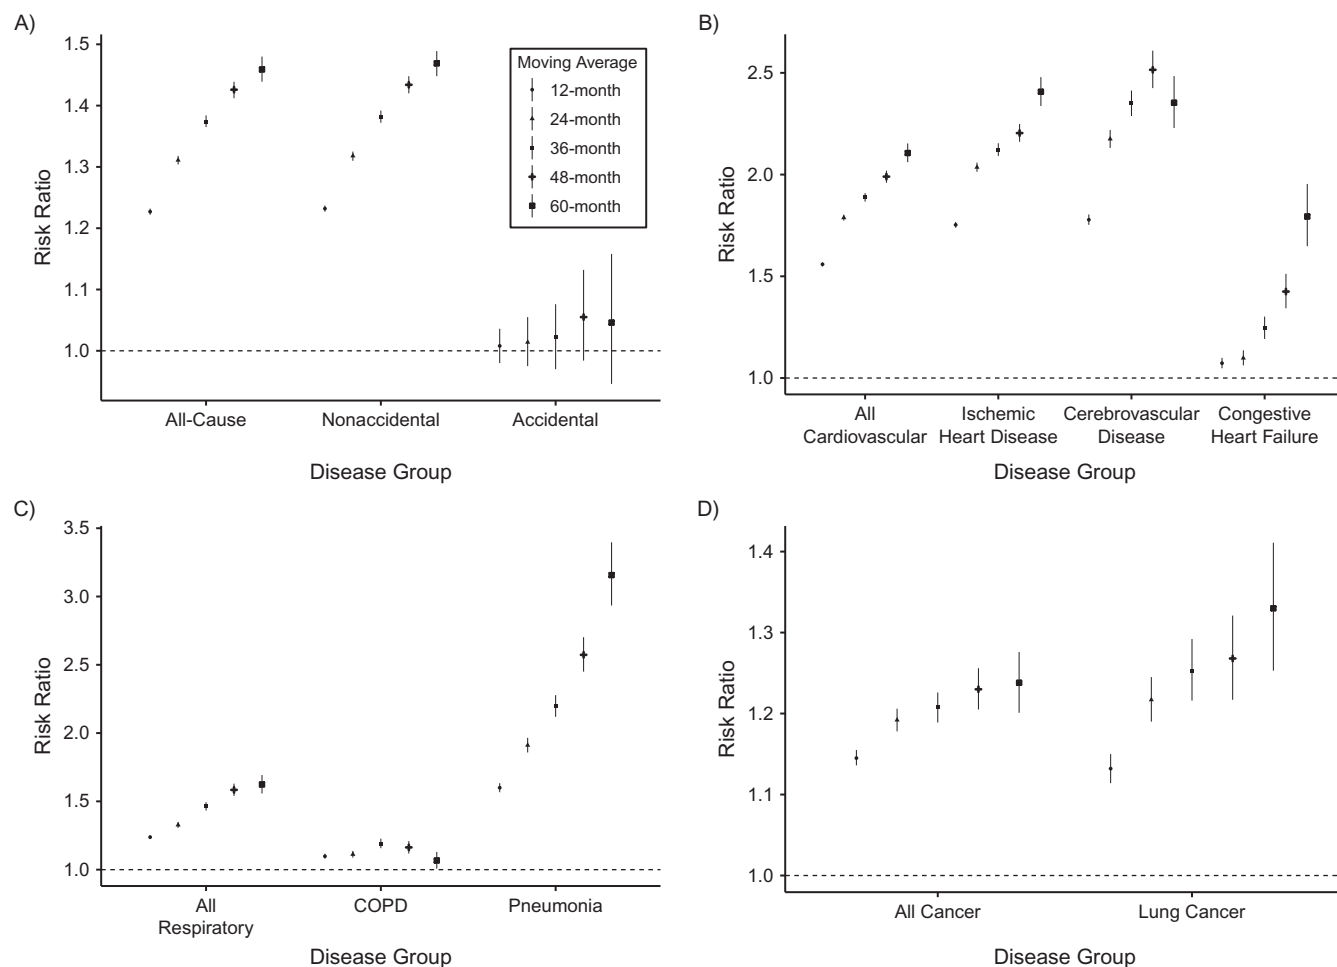 A)
1.5
1.4
1.3
1.2
1.1
1.0
Risk Ratio
Moving Average
12-month
24-month
36-month
48-month
60-month
All-Cause
Nonaccidental
Accidental
Disease Group
B)
2.5
2.0
1.5
1.0
Risk Ratio
All
Cardiovascular
Ischemic
Heart Disease
Cerebrovascular
Disease
Congestive
Heart Failure
Disease Group
C)
3.5
3.0
2.5
2.0
1.5
1.0
Risk Ratio
All
Respiratory
COPD
Pneumonia
Disease Group
D)
1.4
1.3
1.2
1.1
1.0
Risk Ratio
All Cancer
Lung Cancer
Disease Group